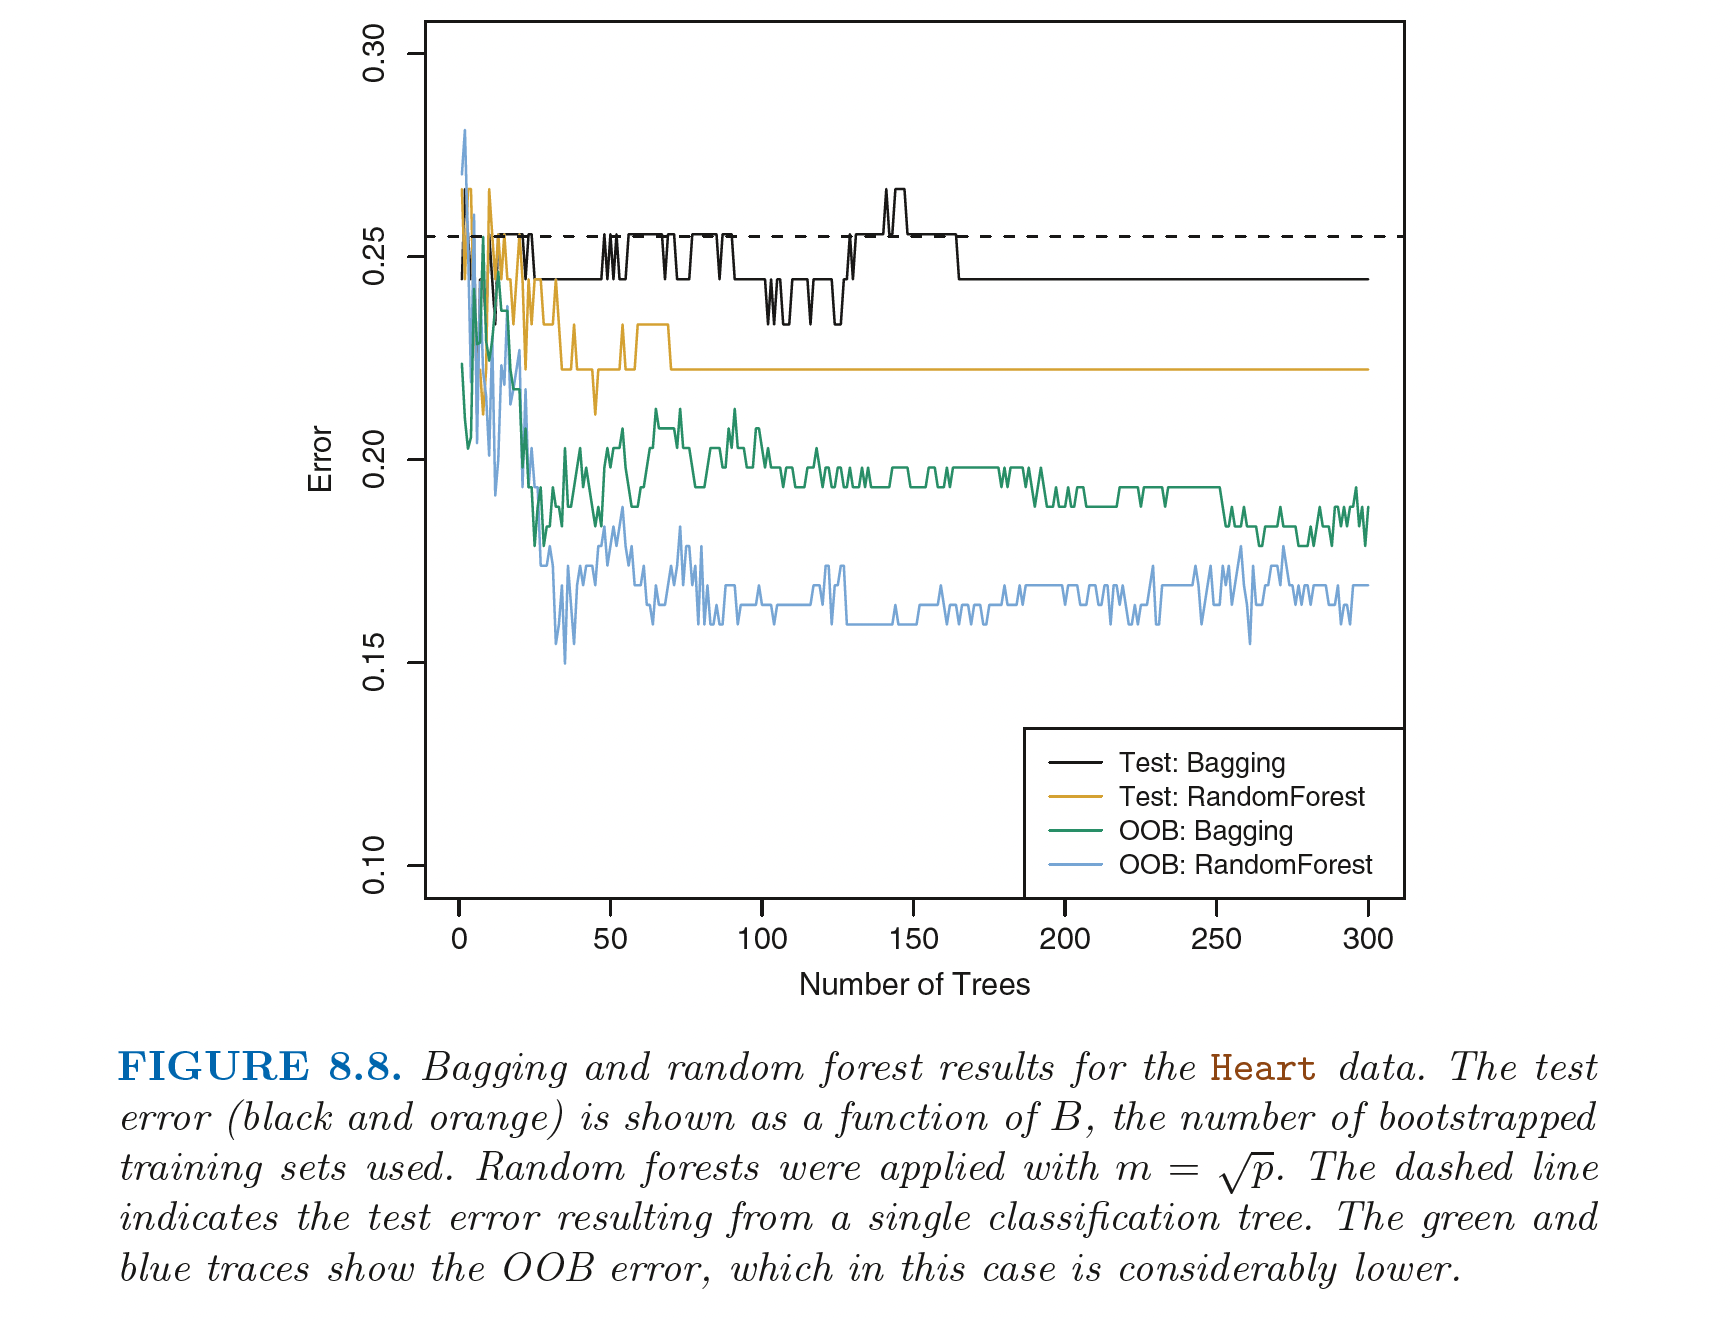 0.30
0.25
0.20
0.15
0.10
Error
Test: Bagging
Test: RandomForest
OOB: Bagging
OOB: RandomForest
0 50 100 150 200 250 300
Number of Trees
FIGURE 8.8. Bagging and random forest results for the Heart data. The test
error (black and orange) is shown as a function of B, the number of bootstrapped
training sets used. Random forests were applied with m = √p. The dashed line
indicates the test error resulting from a single classification tree. The green and
blue traces show the OOB error, which in this case is considerably lower.